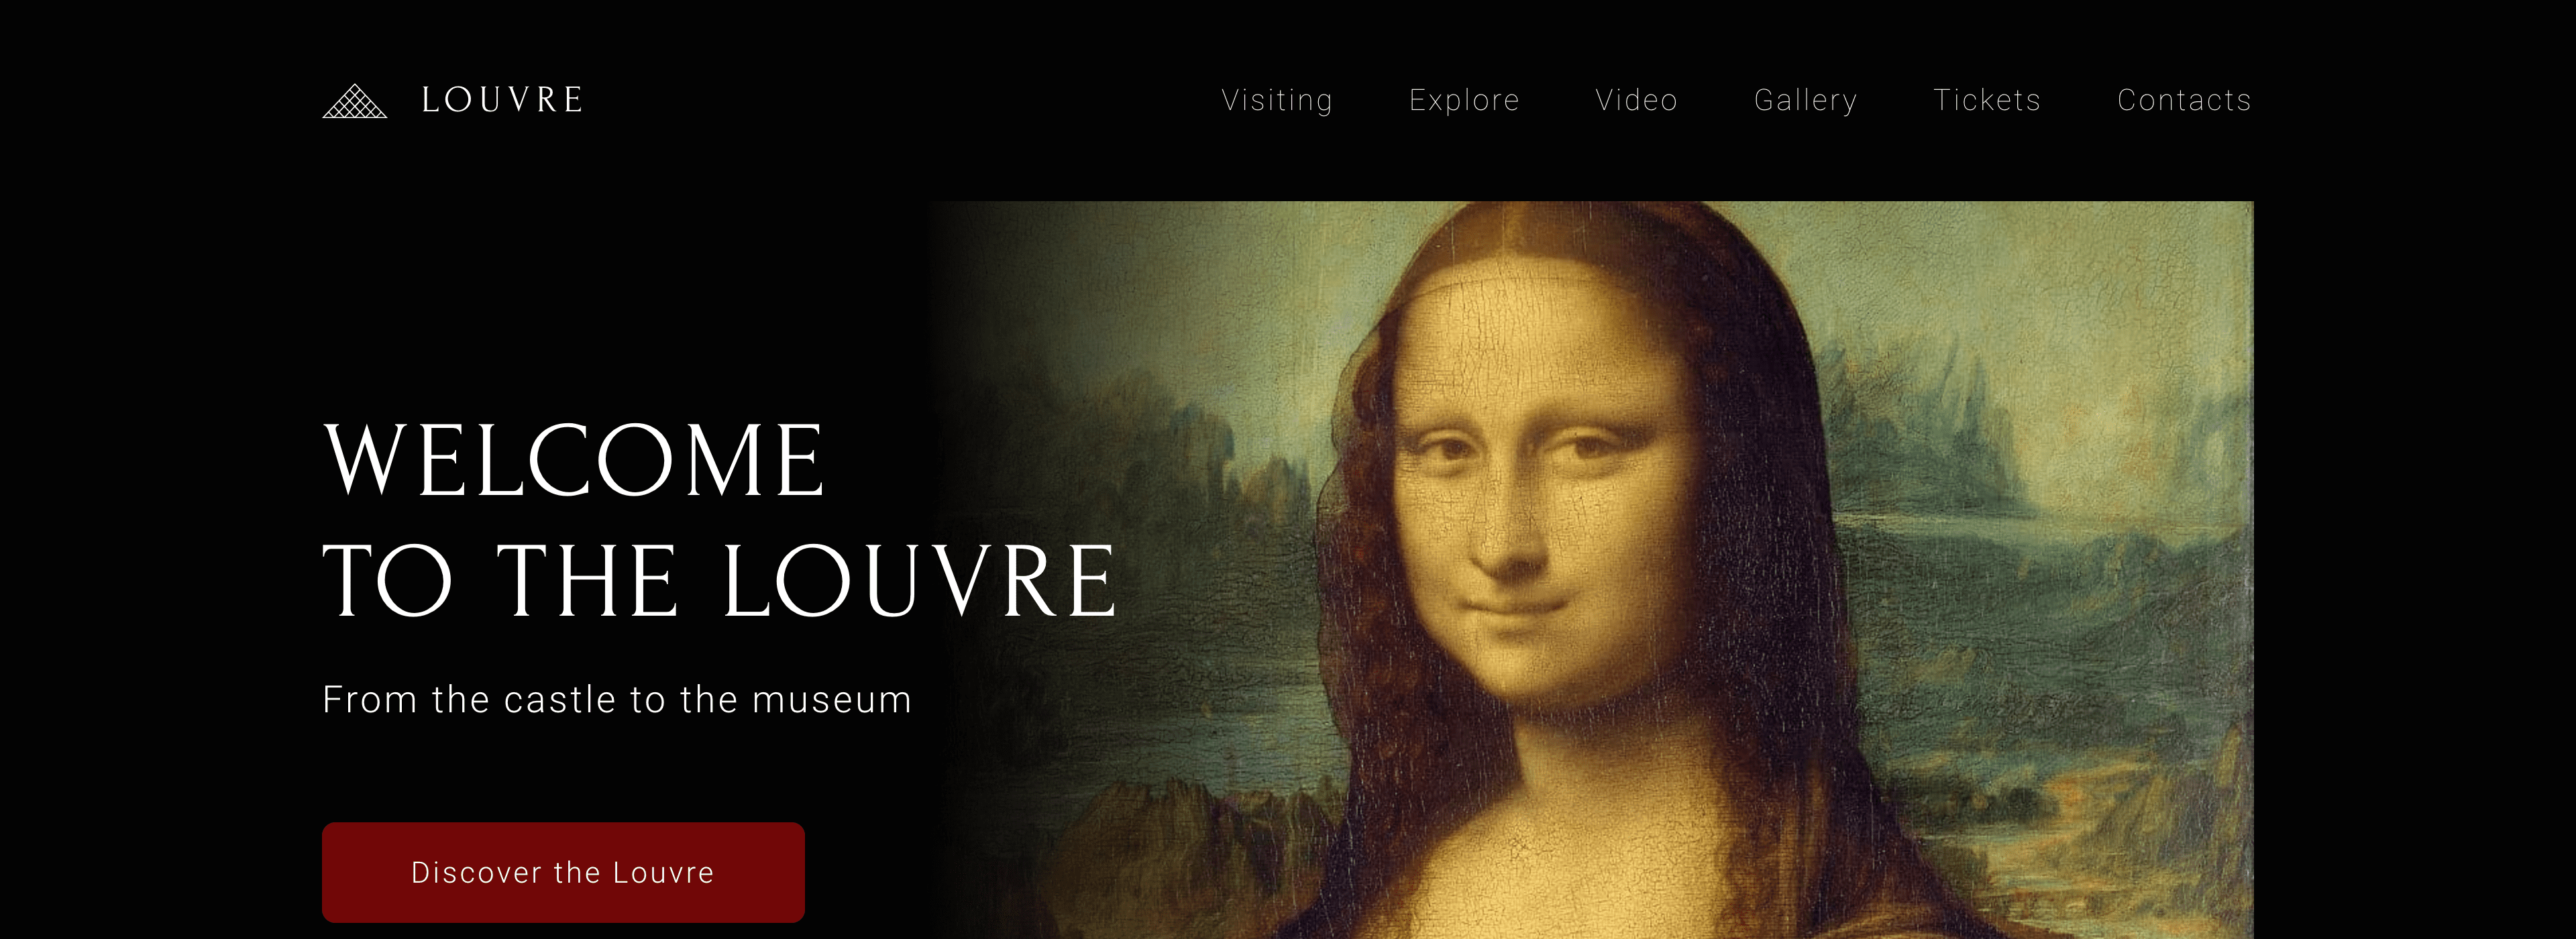 LOUVRE
Visiting Explore Video Gallery Tickets Contacts
WELCOME
TO THE LOUVRE
From the castle to the museum
Discover the Louvre